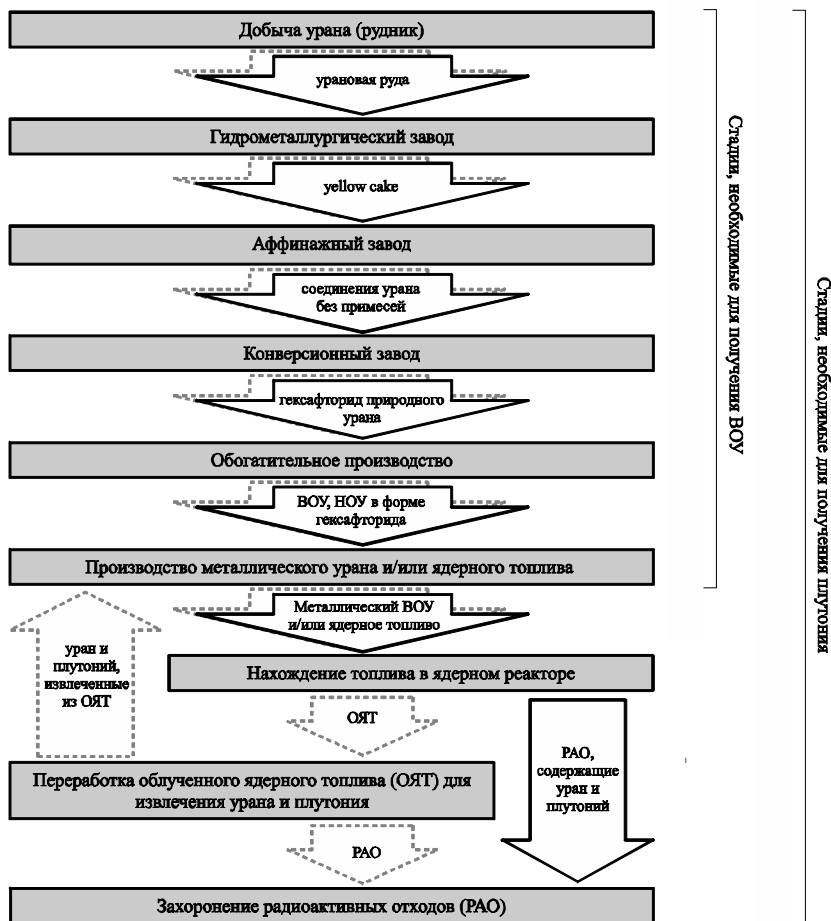 Добыча урана (рудник)
урановая руда
Гидрометаллургический завод
yellow cake
Аффинажный завод
соединения урана
без примесей
Конверсионный завод
гексафторид природного
урана
Обогатительное производство
ВОУ, НОУ в форме
гексафторида
Производство металлического урана и/или ядерного топлива
Металлический ВОУ
и/или ядерное топливо
уран и
плутоний,
извлеченные
из ОЯТ
Нахождение топлива в ядерном реакторе
ОЯТ
РАО,
содержащие
уран и
плутоний
Переработка облученного ядерного топлива (ОЯТ) для
извлечения урана и плутония
РАО
Захоронение радиоактивных отходов (РАО)
Стадии, необходимые для получения ВОУ
Стадии, необходимые для получения плутония